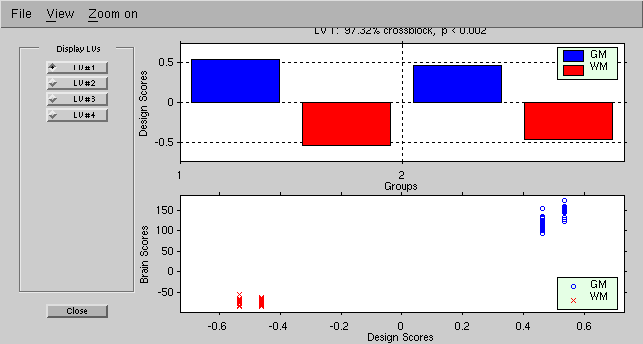 File View Zoom on
LV 1: 97.32% crossblock, p < 0.002
Display LVs
LV#1
LV#2
LV#3
LV#4
Close
Design Scores
0.5
0
-0.5
GM
WM
1 2
Groups
Brain Scores
150
100
50
0
-50
GM
WM
-0.6 -0.4 -0.2 0 0.2 0.4 0.6
Design Scores